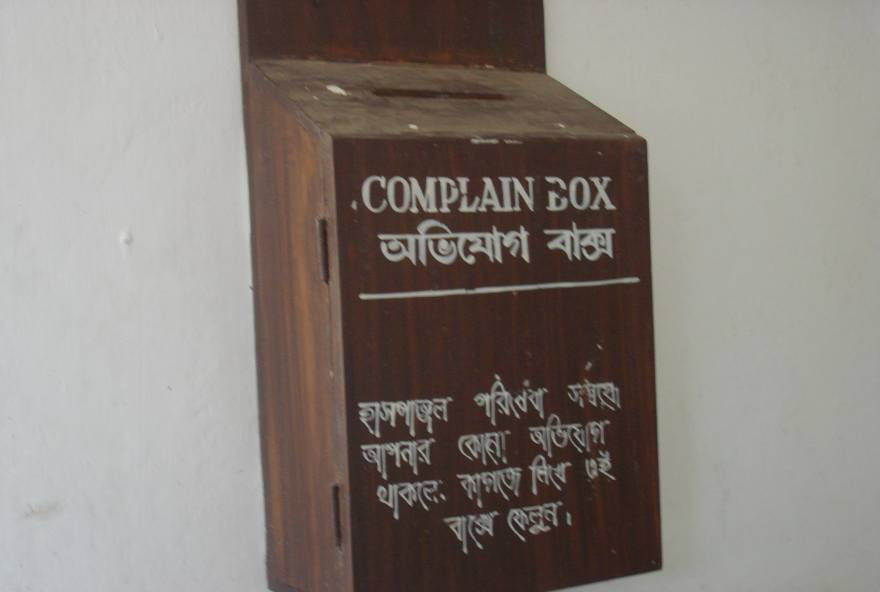 COMPLAIN BOX
অভিযোগ বাক্স
হাসপাতাল পরিষেবা সম্বন্ধে
আপনার কোনো অভিযোগ
থাকলে, কাগজে লিখে এই
বাক্সে ফেলুন।